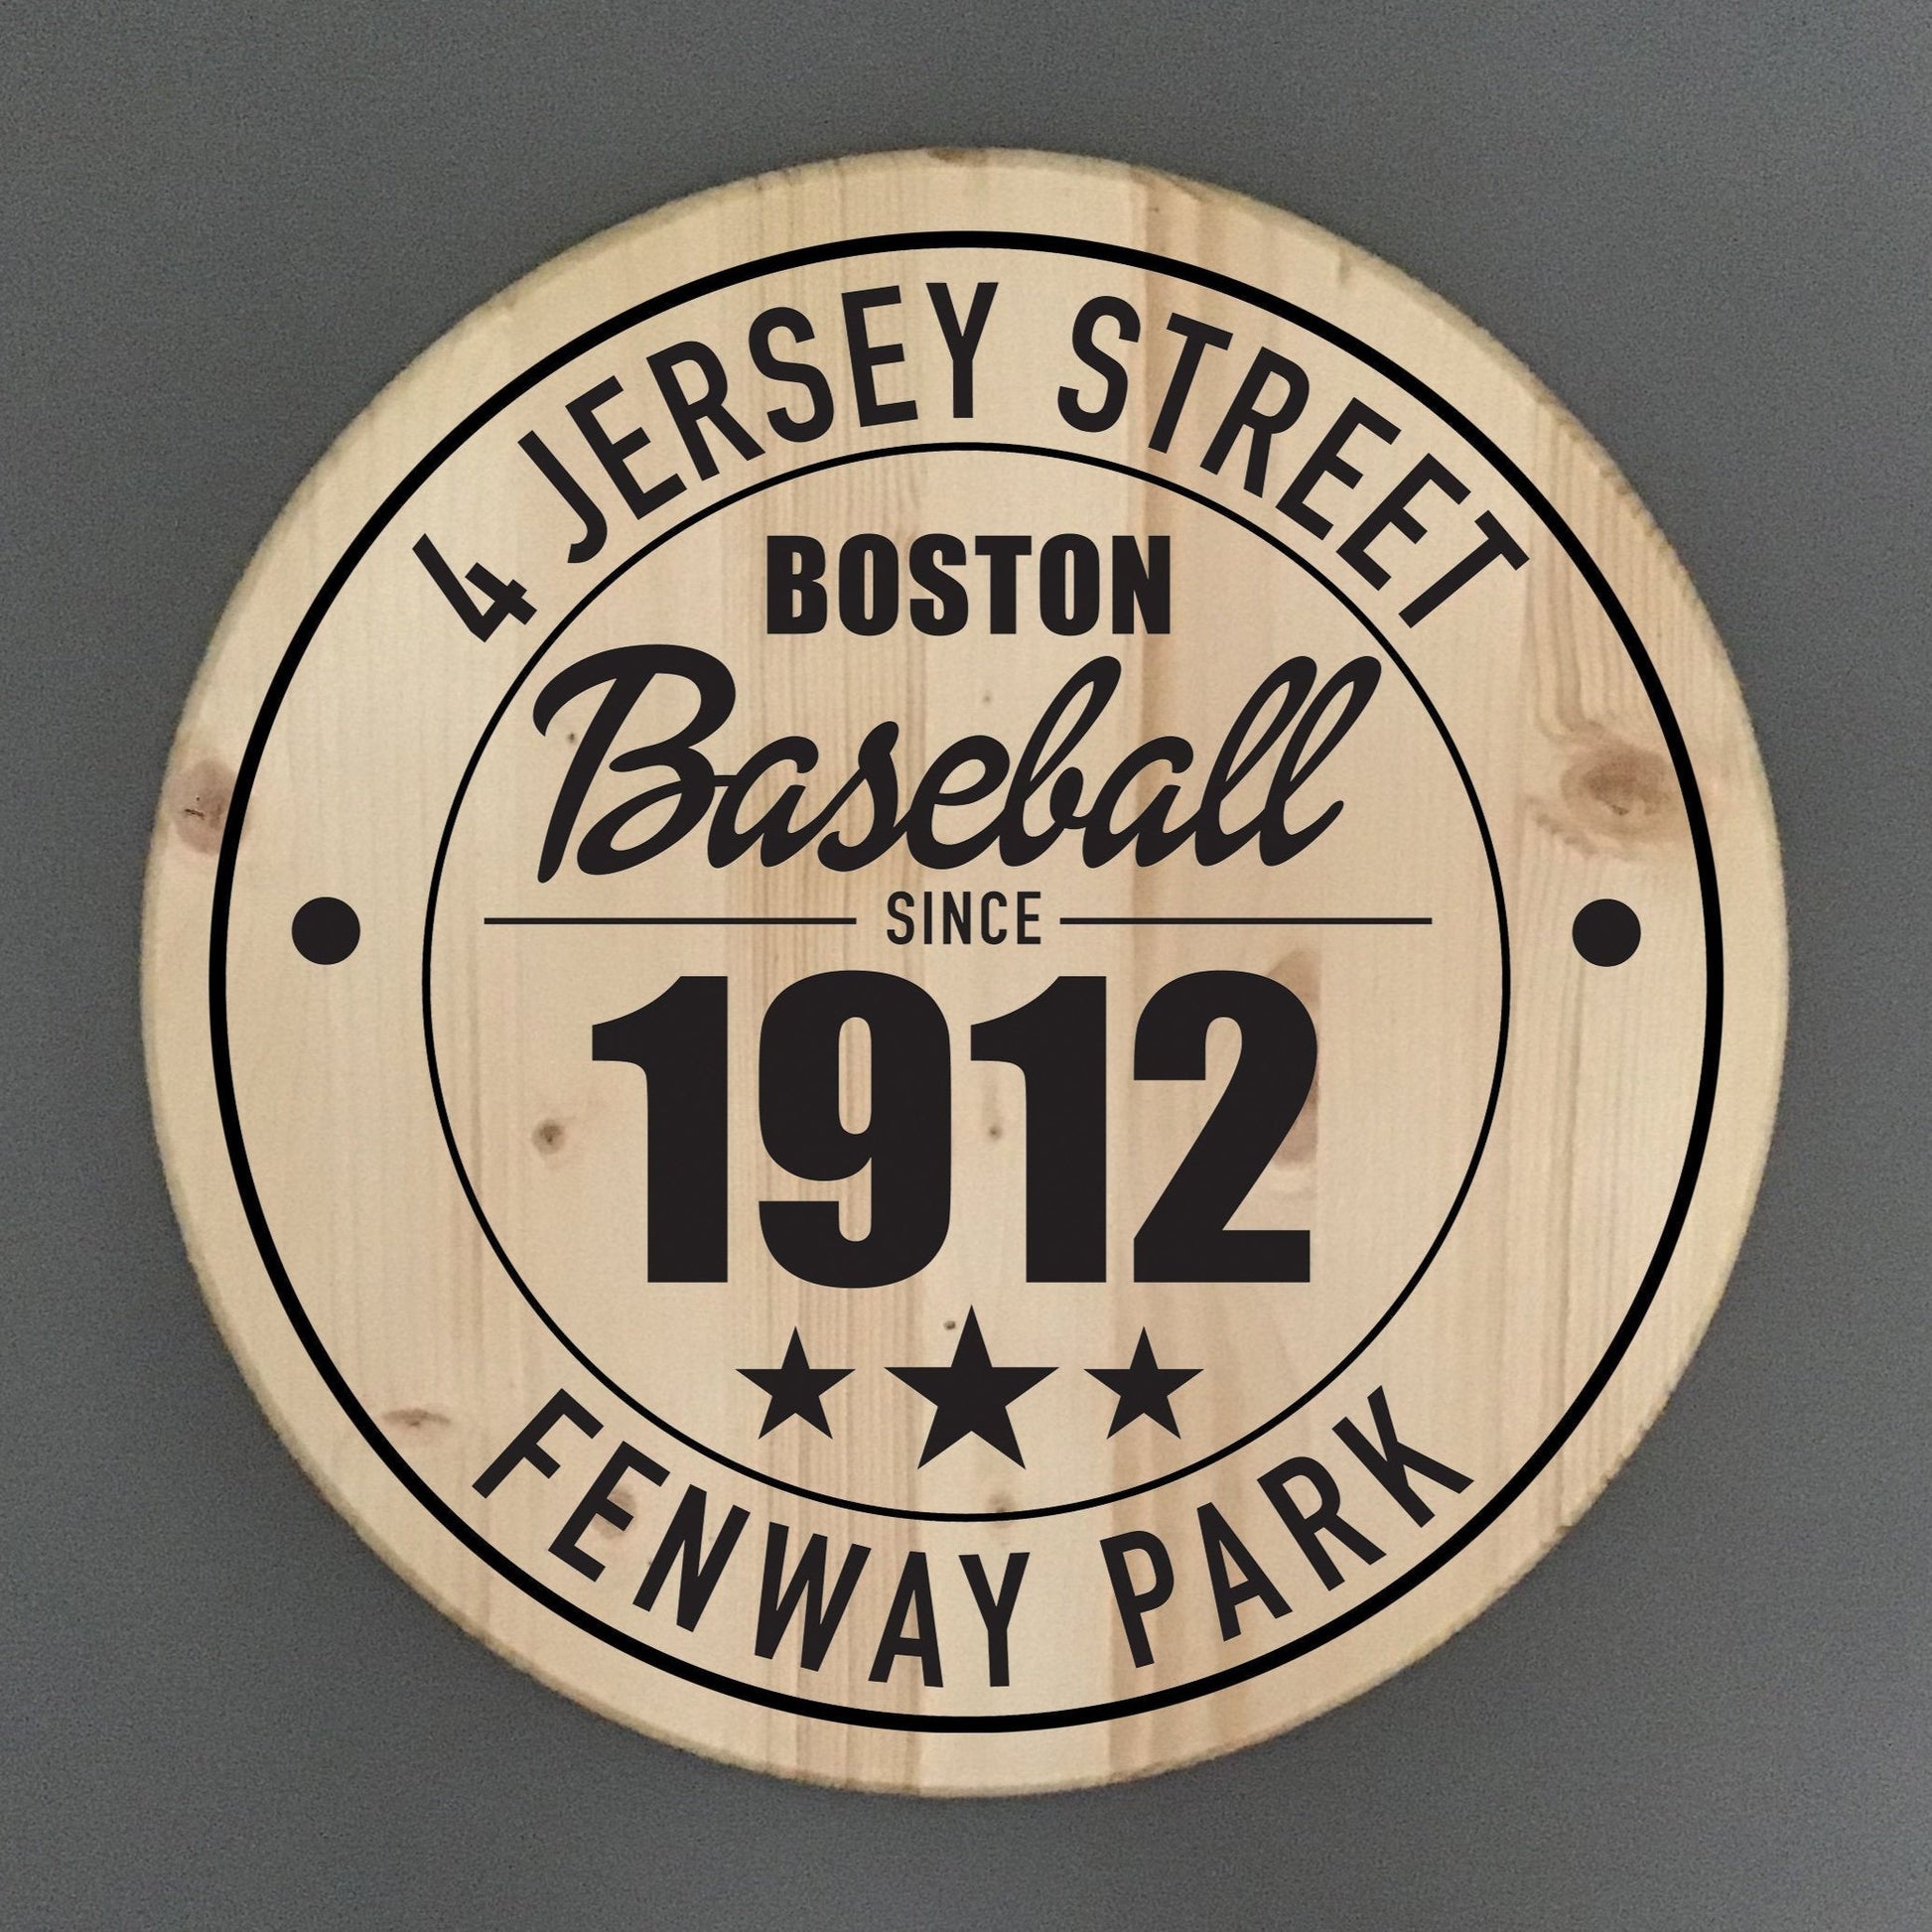 4 JERSEY STREET
BOSTON
Baseball
SINCE
1912
FENWAY PARK